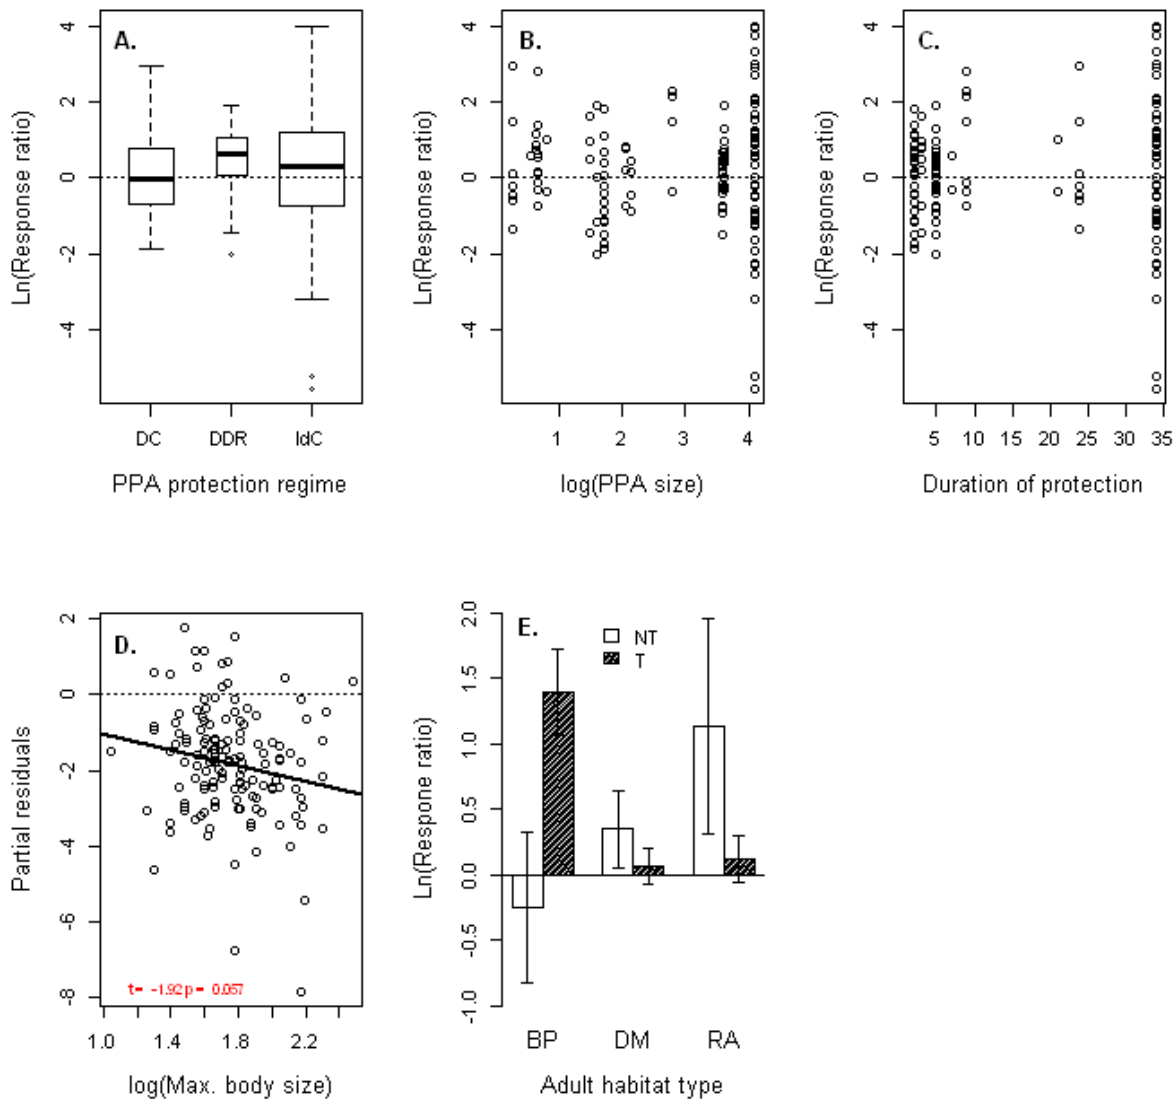 A.
Ln(Response ratio)
4
2
0
-2
-4
DC DDR IdC
PPA protection regime
B.
Ln(Response ratio)
4
2
0
-2
-4
1 2 3 4
log(PPA size)
C.
Ln(Response ratio)
4
2
0
-2
-4
5 10 15 20 25 30 35
Duration of protection
D.
Partial residuals
2
0
-2
-4
-6
-8
t= -1.92 p = 0.057
1.0 1.4 1.8 2.2
log(Max. body size)
E.
NT
T
Ln(Respone ratio)
2.0
1.5
1.0
0.5
0.0
-0.5
-1.0
BP DM RA
Adult habitat type